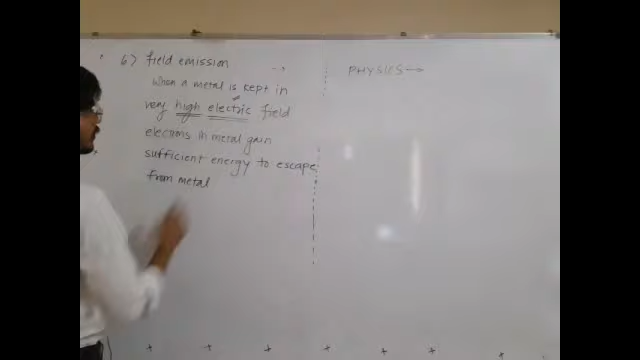 6) field emission
When a metal is kept in
very high electric field
electrons in metal gain
sufficient energy to escape
from metal
PHYSICS →